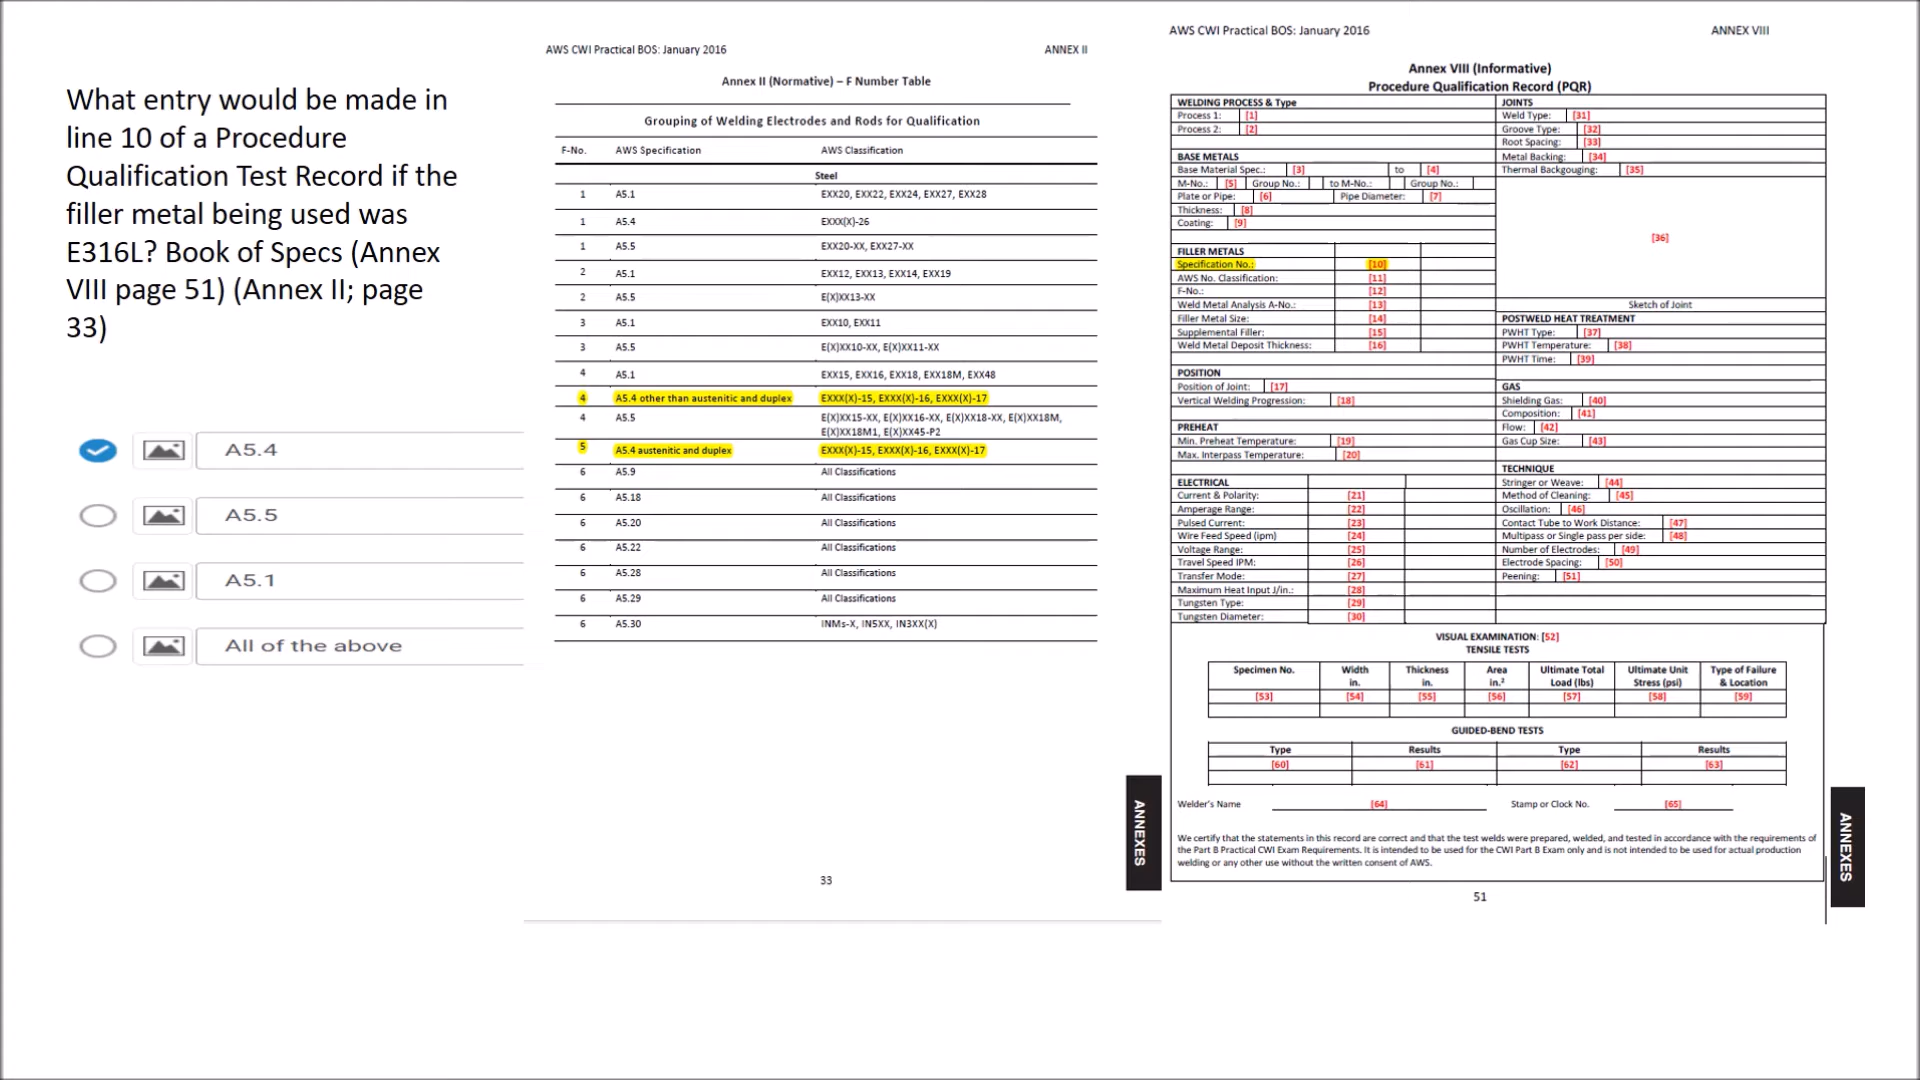 What entry would be made in
line 10 of a Procedure
Qualification Test Record if the
filler metal being used was
E316L? Book of Specs (Annex
VIII page 51) (Annex II; page
33)
A5.4
A5.5
A5.1
All of the above
AWS CWI Practical BOS: January 2016 ANNEX II
Annex II (Normative) – F Number Table
Grouping of Welding Electrodes and Rods for Qualification
F-No. AWS Specification AWS Classification
Steel
1 A5.1 EXX20, EXX22, EXX24, EXX27, EXX28
1 A5.4 EXXX(X)-26
1 A5.5 EXX20-XX, EXX27-XX
2 A5.1 EXX12, EXX13, EXX14, EXX19
2 A5.5 E(X)XX13-XX
3 A5.1 EXX10, EXX11
3 A5.5 E(X)XX10-XX, E(X)XX11-XX
4 A5.1 EXX15, EXX16, EXX18, EXX18M, EXX48
4 A5.4 other than austenitic and duplex EXXX(X)-15, EXXX(X)-16, EXXX(X)-17
4 A5.5 E(X)XX15-XX, E(X)XX16-XX, E(X)XX18-XX, E(X)XX18M,
E(X)XX18M1, E(X)XX45-P2
5 A5.4 austenitic and duplex EXXX(X)-15, EXXX(X)-16, EXXX(X)-17
6 A5.9 All Classifications
6 A5.18 All Classifications
6 A5.20 All Classifications
6 A5.22 All Classifications
6 A5.28 All Classifications
6 A5.29 All Classifications
6 A5.30 INMs-X, IN5XX, IN3XX(X)
ANNEXES
33
AWS CWI Practical BOS: January 2016 ANNEX VIII
Annex VIII (Informative)
Procedure Qualification Record (PQR)
WELDING PROCESS & Type JOINTS
Process 1: [1] Weld Type: [31]
Process 2: [2] Groove Type: [32]
Root Spacing: [33]
BASE METALS Metal Backing: [34]
Base Material Spec.: [3] to [4] Thermal Backgouging: [35]
M-No.: [5] Group No.: to M-No.: Group No.:
Plate or Pipe: [6] Pipe Diameter: [7]
Thickness: [8]
Coating: [9]
[36]
FILLER METALS
Specification No.: [10]
AWS No. Classification: [11]
F-No.: [12]
Weld Metal Analysis A-No.: [13] Sketch of Joint
Filler Metal Size: [14] POSTWELD HEAT TREATMENT
Supplemental Filler: [15] PWHT Type: [37]
Weld Metal Deposit Thickness: [16] PWHT Temperature: [38]
PWHT Time: [39]
POSITION
Position of Joint: [17] GAS
Vertical Welding Progression: [18] Shielding Gas: [40]
Composition: [41]
PREHEAT Flow: [42]
Min. Preheat Temperature: [19] Gas Cup Size: [43]
Max. Interpass Temperature: [20]
TECHNIQUE
ELECTRICAL Stringer or Weave: [44]
Current & Polarity: [21] Method of Cleaning: [45]
Amperage Range: [22] Oscillation: [46]
Pulsed Current: [23] Contact Tube to Work Distance: [47]
Wire Feed Speed (ipm) [24] Multipass or Single pass per side: [48]
Voltage Range: [25] Number of Electrodes: [49]
Travel Speed IPM: [26] Electrode Spacing: [50]
Transfer Mode: [27] Peening: [51]
Maximum Heat Input J/in.: [28]
Tungsten Type: [29]
Tungsten Diameter: [30]
VISUAL EXAMINATION: [52]
TENSILE TESTS
Specimen No. Width Thickness Area Ultimate Total Ultimate Unit Type of Failure
in. in. in.² Load (lbs) Stress (psi) & Location
[53] [54] [55] [56] [57] [58] [59]
GUIDED-BEND TESTS
Type Results Type Results
[60] [61] [62] [63]
Welder's Name [64] Stamp or Clock No. [65]
We certify that the statements in this record are correct and that the test welds were prepared, welded, and tested in accordance with the requirements of
the Part B Practical CWI Exam Requirements. It is intended to be used for the CWI Part B Exam only and is not intended to be used for actual production
welding or any other use without the written consent of AWS.
ANNEXES
51